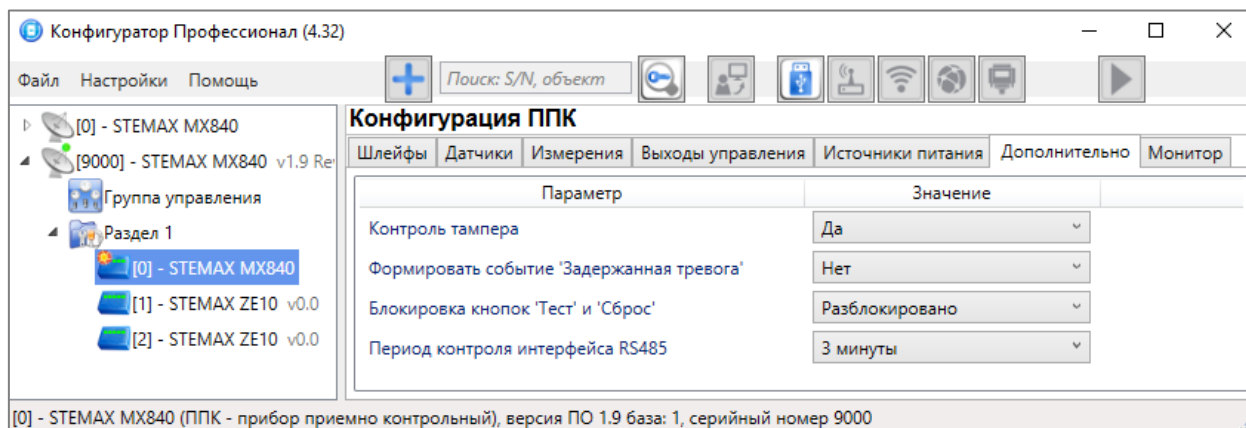 Конфигуратор Профессионал (4.32)
Файл Настройки Помощь
Поиск: S/N, объект
[0] - STEMAX MX840
[9000] - STEMAX MX840 v1.9 Re
Группа управления
Раздел 1
[0] - STEMAX MX840
[1] - STEMAX ZE10 v0.0
[2] - STEMAX ZE10 v0.0
Конфигурация ППК
Шлейфы Датчики Измерения Выходы управления Источники питания Дополнительно Монитор
Параметр Значение
Контроль тампера Да
Формировать событие 'Задержанная тревога' Нет
Блокировка кнопок 'Тест' и 'Сброс' Разблокировано
Период контроля интерфейса RS485 3 минуты
[0] - STEMAX MX840 (ППК - прибор приемно контрольный), версия ПО 1.9 база: 1, серийный номер 9000